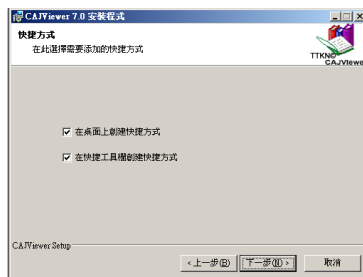 CAJViewer 7.0 安裝程式
快捷方式
在此選擇需要添加的快捷方式
TTKN
CAJViewe
在桌面上創建快捷方式
在快捷工具欄創建快捷方式
CAJViewer Setup
<上一步(B)
下一步(N)>
取消